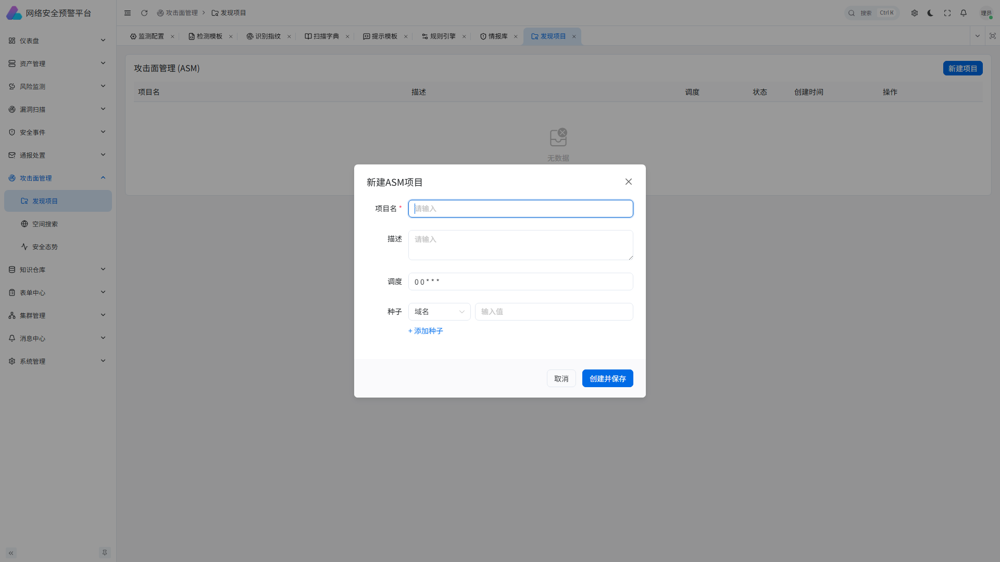 网络安全预警平台
攻击面管理 > 发现项目
搜索 Ctrl K
理员
监测配置
检测模板
识别指纹
扫描字典
提示模板
规则引擎
情报库
发现项目
仪表盘
资产管理
风险监测
漏洞扫描
安全事件
通报处置
攻击面管理
发现项目
空间搜索
安全态势
知识仓库
表单中心
集群管理
消息中心
系统管理
攻击面管理 (ASM)
新建项目
项目名 描述 调度 状态 创建时间 操作
无数据
新建ASM项目
项目名 * 请输入
描述 请输入
调度 0 0 * * *
种子 域名 输入值
+ 添加种子
取消 创建并保存